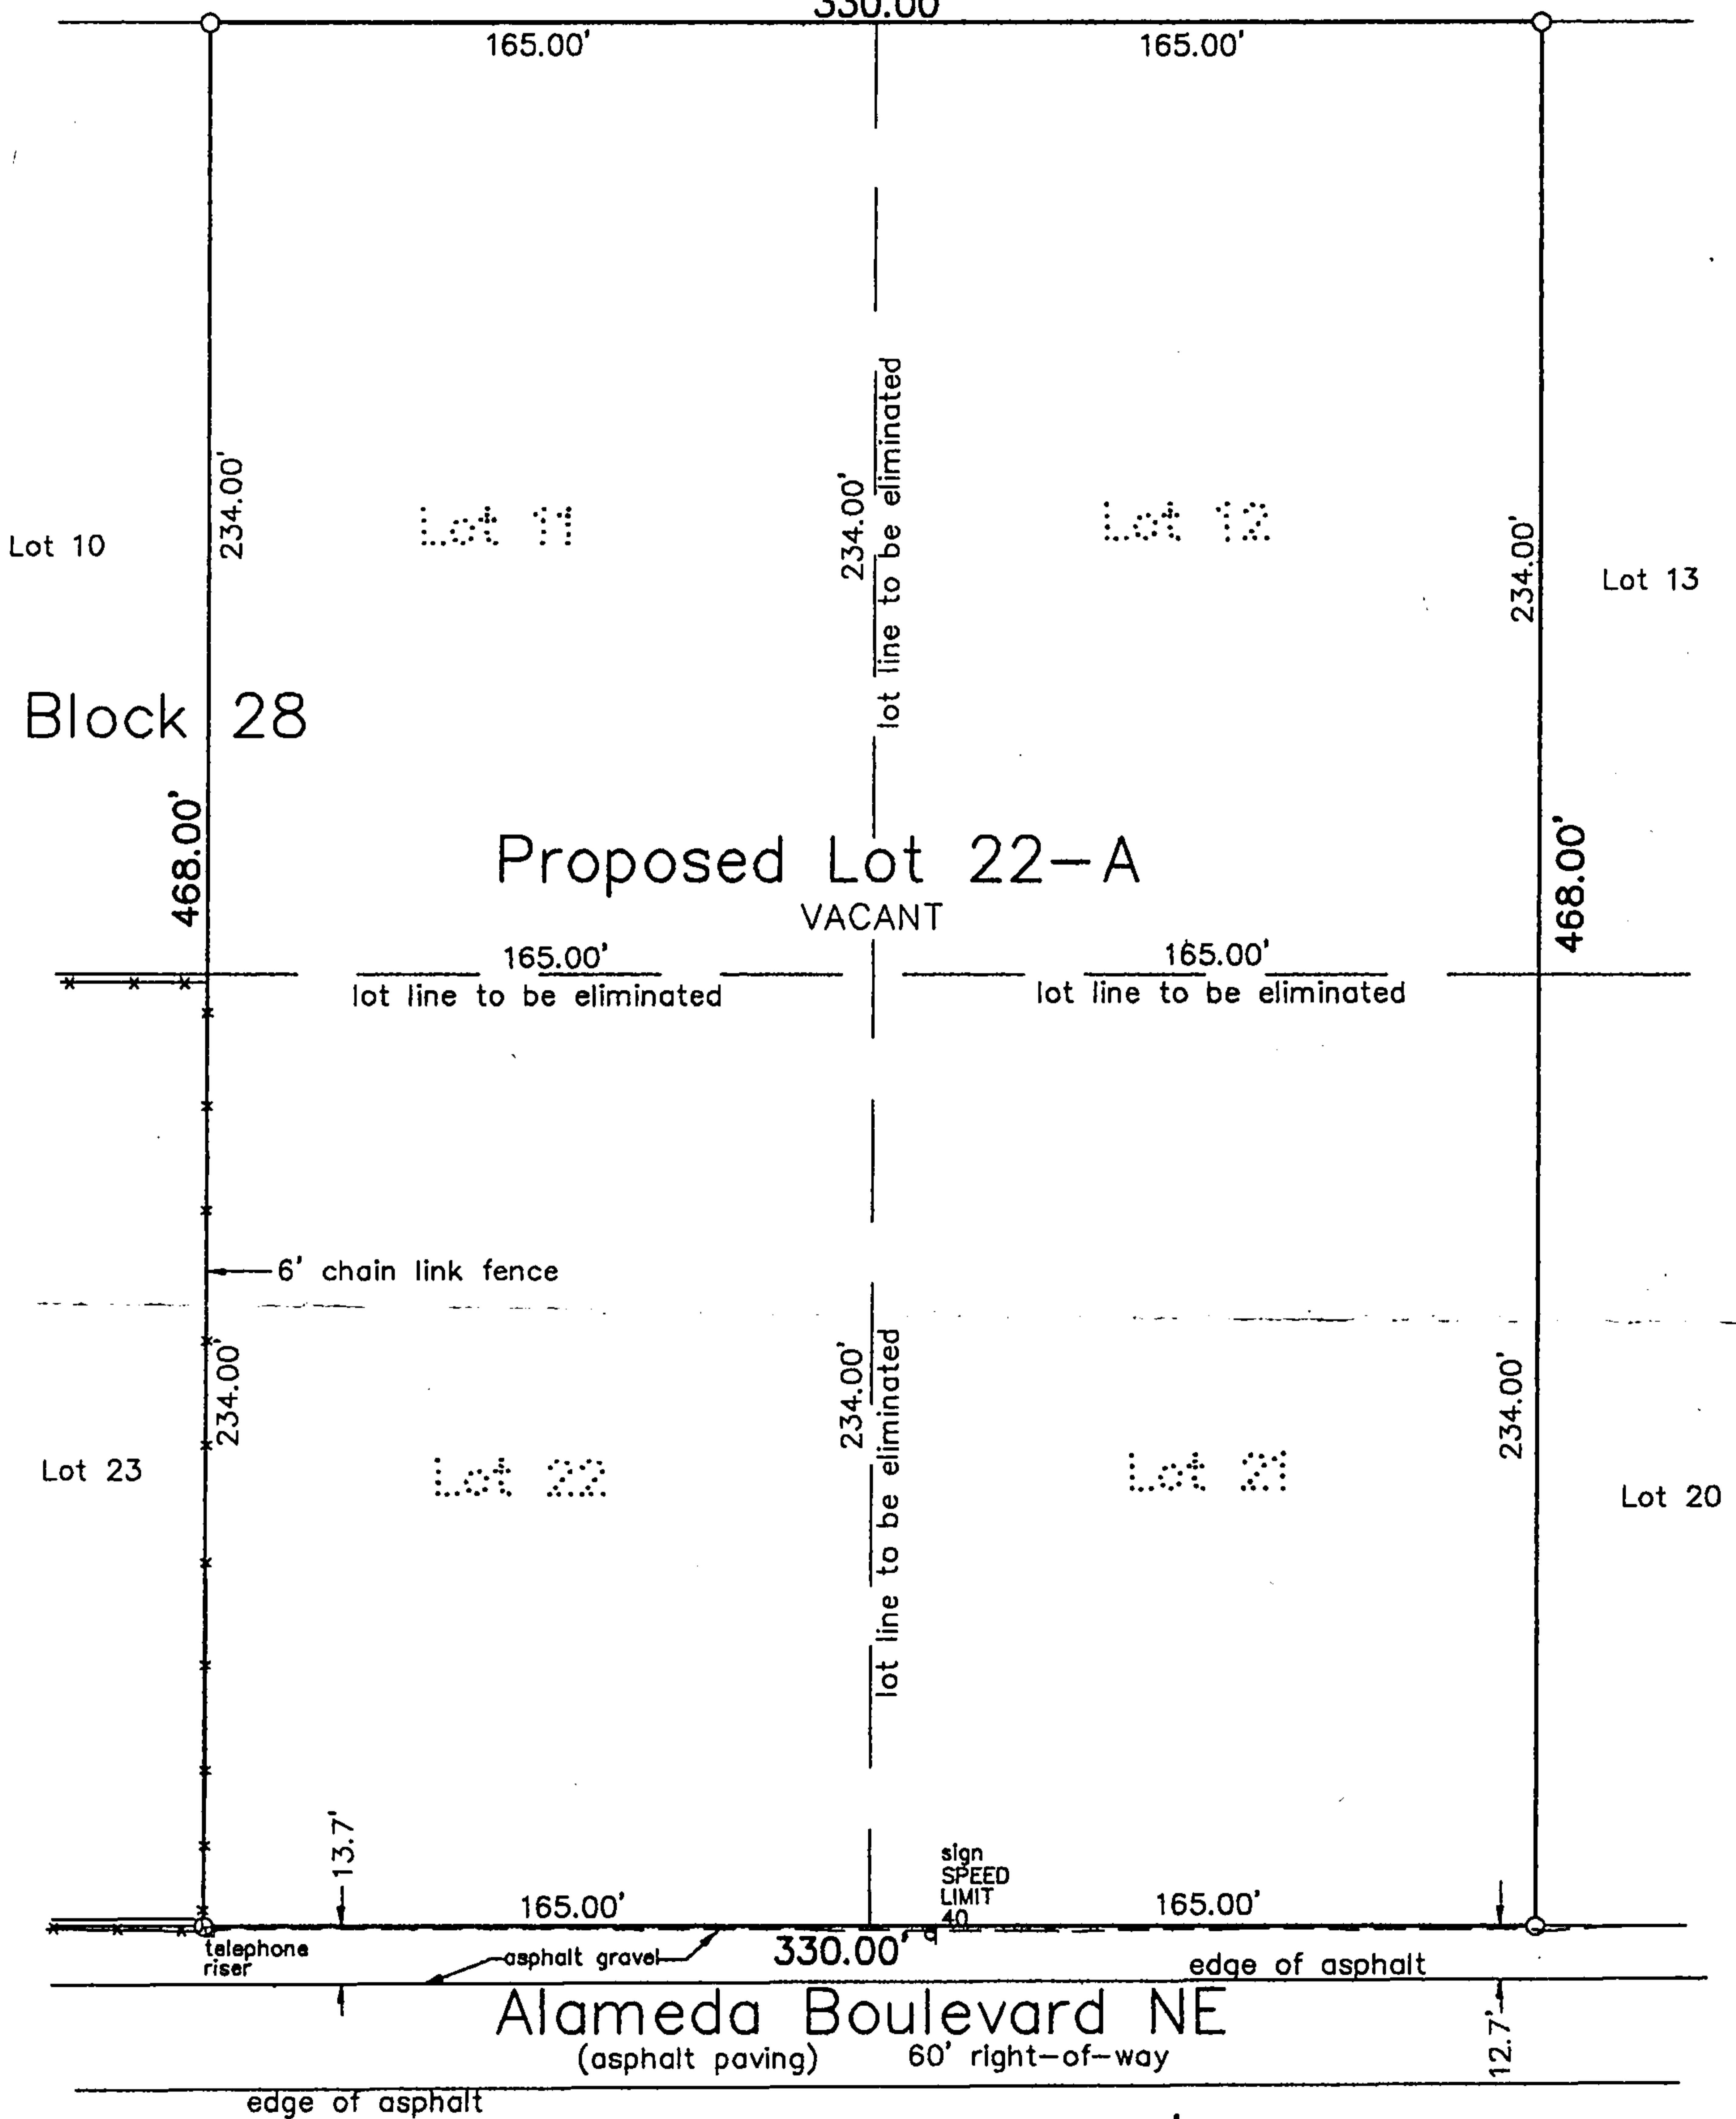 330.00'
165.00'
165.00'
234.00'
234.00'
lot line to be eliminated
234.00'
Lot 10
Lot 11
Lot 12
Lot 13
Block 28
468.00'
468.00'
Proposed Lot 22-A
VACANT
165.00'
165.00'
lot line to be eliminated
lot line to be eliminated
6' chain link fence
234.00'
234.00'
lot line to be eliminated
234.00'
Lot 23
Lot 22
Lot 21
Lot 20
13.7'
sign
SPEED
LIMIT
40
165.00'
165.00'
telephone
riser
asphalt gravel
330.00'
edge of asphalt
Alameda Boulevard NE
(asphalt paving)
60' right-of-way
12.7'
edge of asphalt